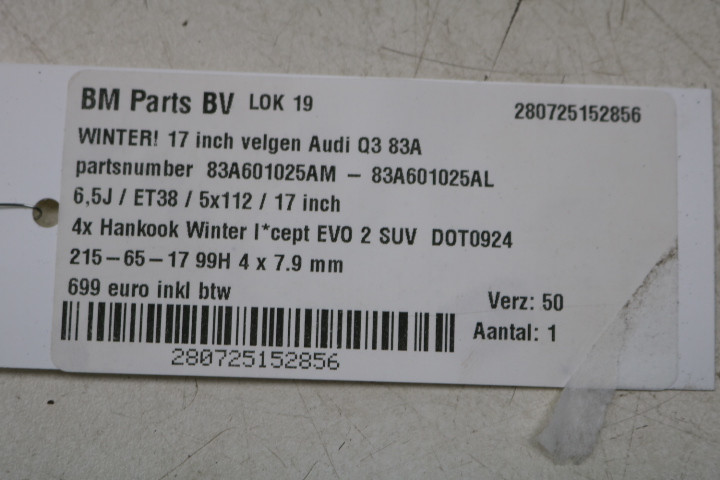 BM Parts BV LOK 19 280725152856
WINTER! 17 inch velgen Audi Q3 83A
partsnumber 83A601025AM – 83A601025AL
6,5J / ET38 / 5x112 / 17 inch
4x Hankook Winter I*cept EVO 2 SUV DOT0924
215–65–17 99H 4 x 7.9 mm
699 euro inkl btw Verz: 50
Aantal: 1
280725152856